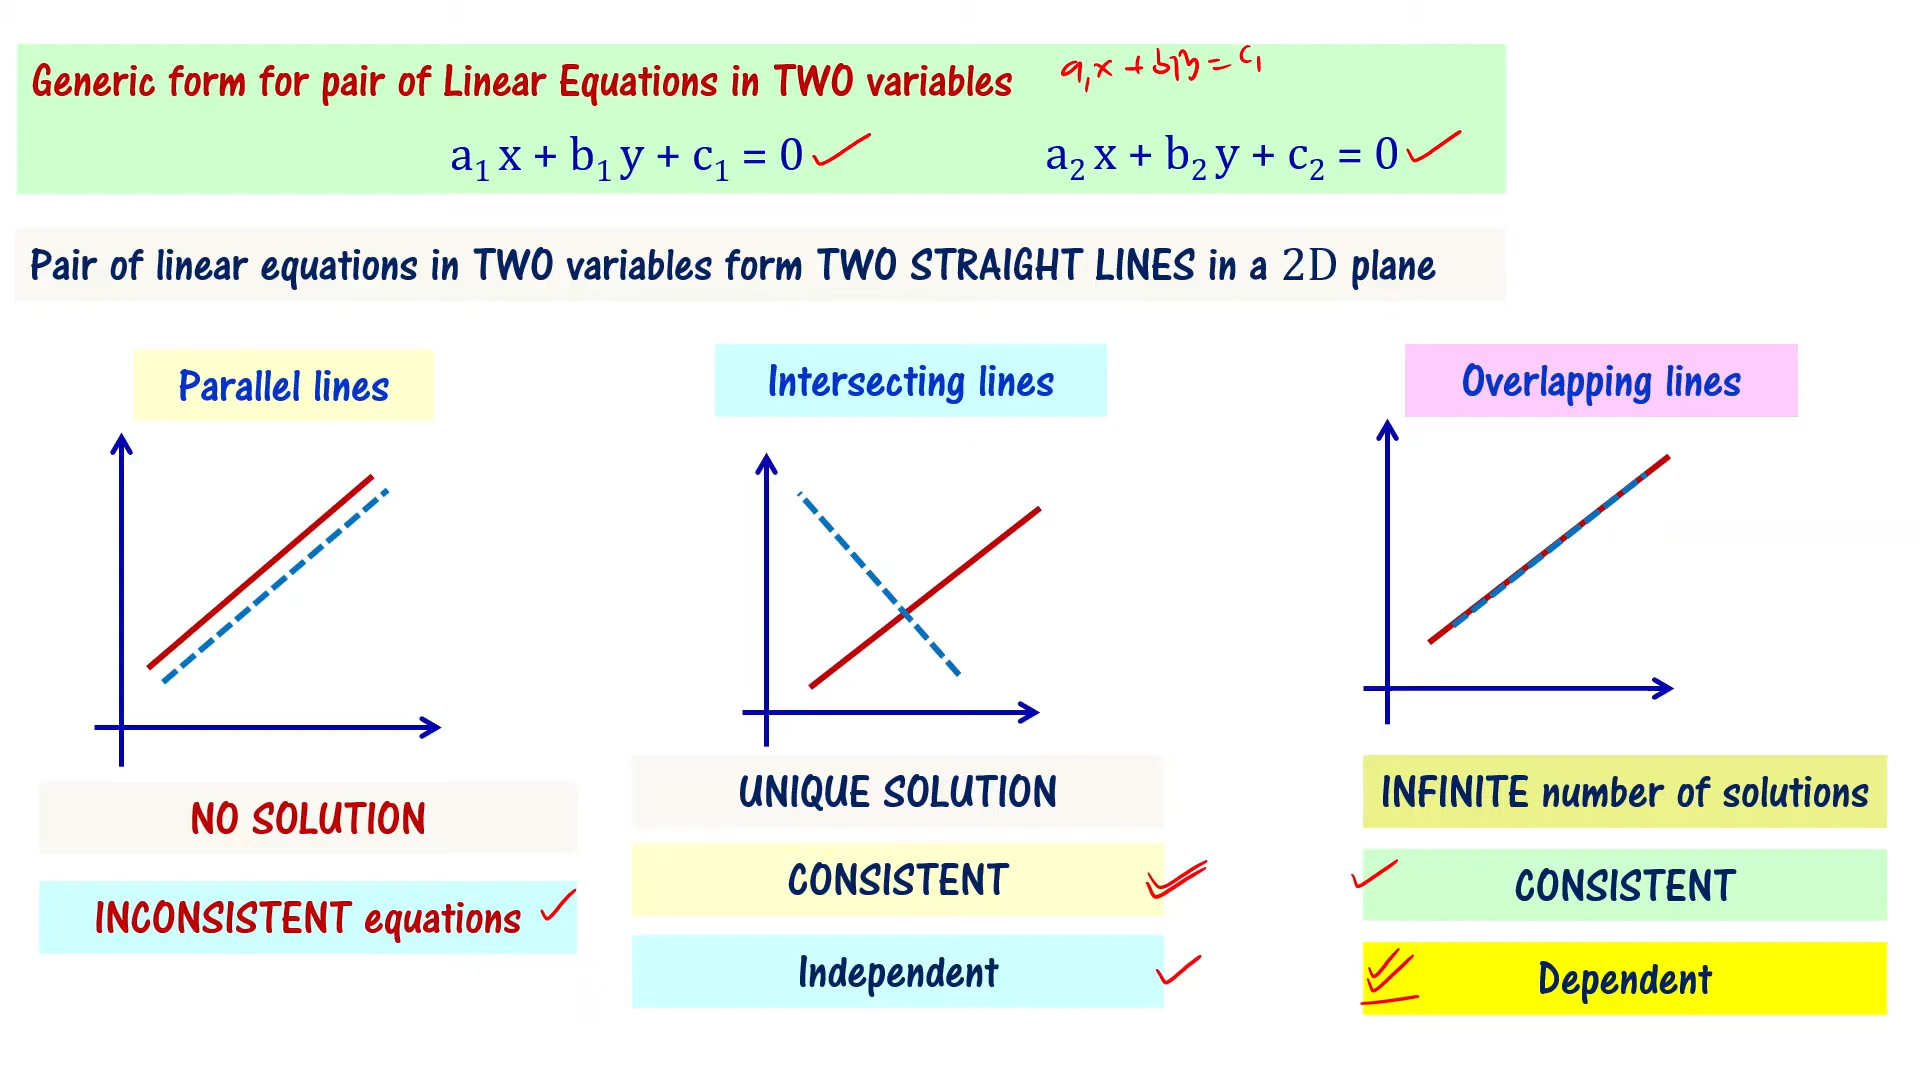 Generic form for pair of Linear Equations in TWO variables a₁x + b₁y = c₁
a₁x + b₁y + c₁ = 0 a₂x + b₂y + c₂ = 0
Pair of linear equations in TWO variables form TWO STRAIGHT LINES in a 2D plane
Parallel lines
NO SOLUTION
INCONSISTENT equations
Intersecting lines
UNIQUE SOLUTION
CONSISTENT
Independent
Overlapping lines
INFINITE number of solutions
CONSISTENT
Dependent